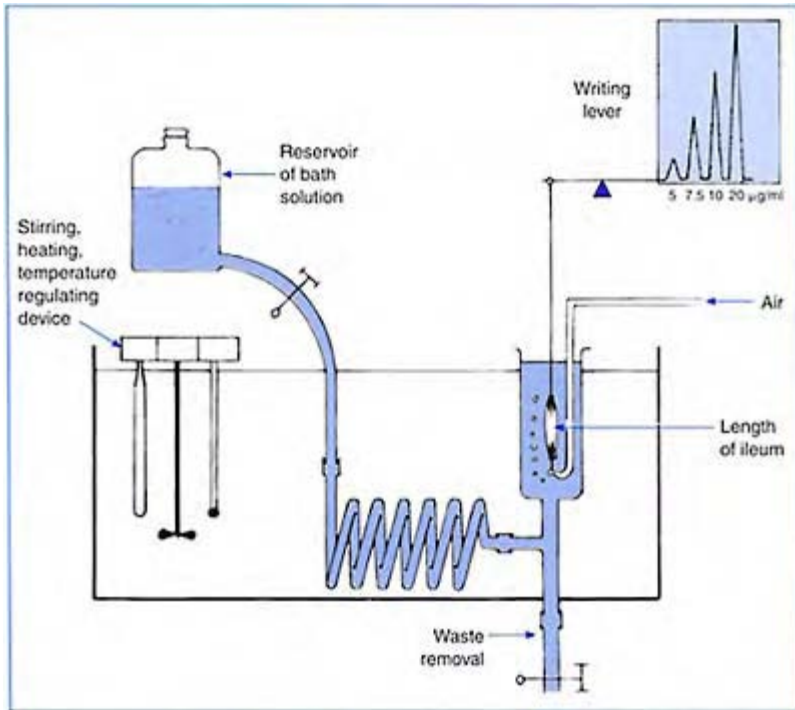 Writing
lever
5 7.5 10 20 µg/ml
Reservoir
of bath
solution
Stirring,
heating,
temperature
regulating
device
Air
Length
of ileum
Waste
removal